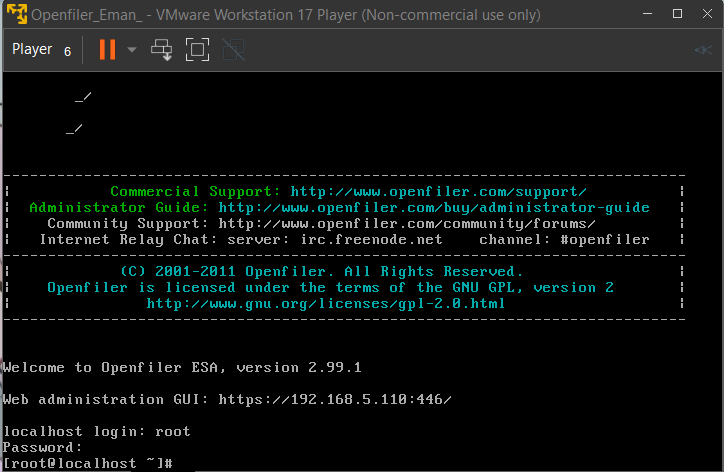 Openfiler_Eman_ - VMware Workstation 17 Player (Non-commercial use only)
Player 6
_/
_/
Commercial Support: http://www.openfiler.com/support/
Administrator Guide: http://www.openfiler.com/buy/administrator-guide
Community Support: http://www.openfiler.com/community/forums/
Internet Relay Chat: server: irc.freenode.net channel: #openfiler
(C) 2001-2011 Openfiler. All Rights Reserved.
Openfiler is licensed under the terms of the GNU GPL, version 2
http://www.gnu.org/licenses/gpl-2.0.html
Welcome to Openfiler ESA, version 2.99.1
Web administration GUI: https://192.168.5.110:446/
localhost login: root
Password:
[root@localhost ~]#